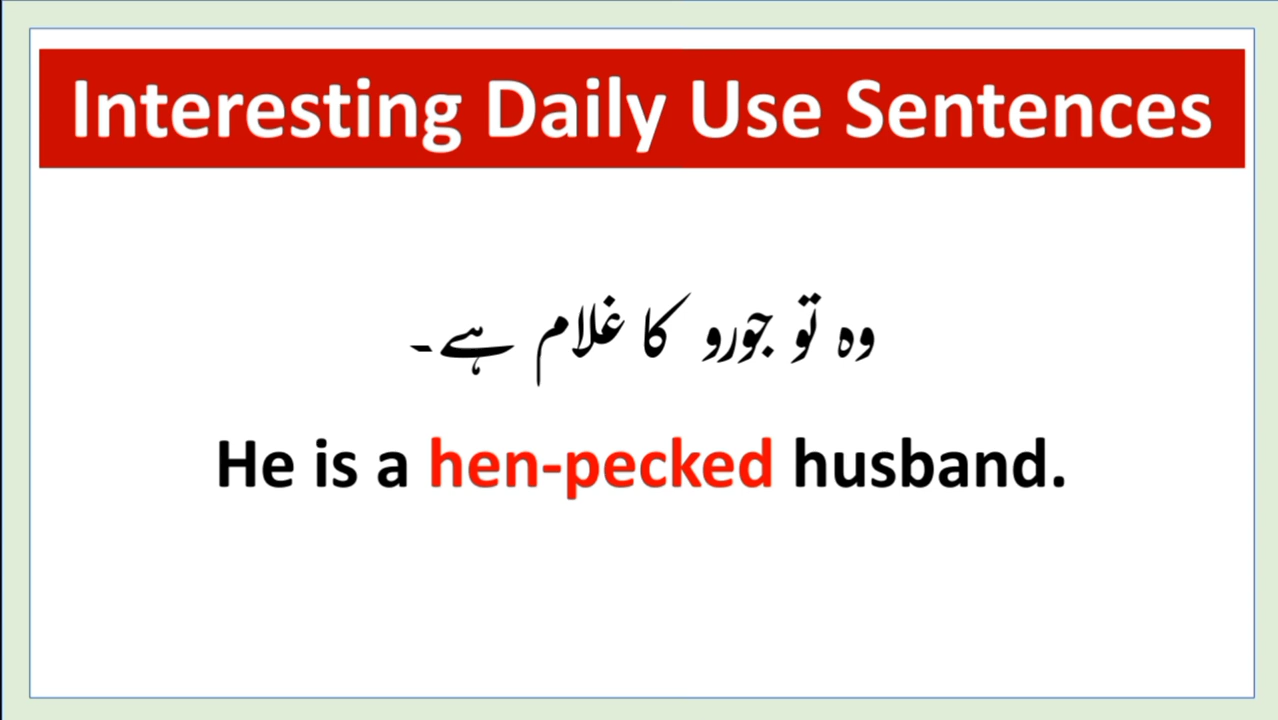 Interesting Daily Use Sentences
وہ تو جورو کا غلام ہے۔
He is a hen-pecked husband.